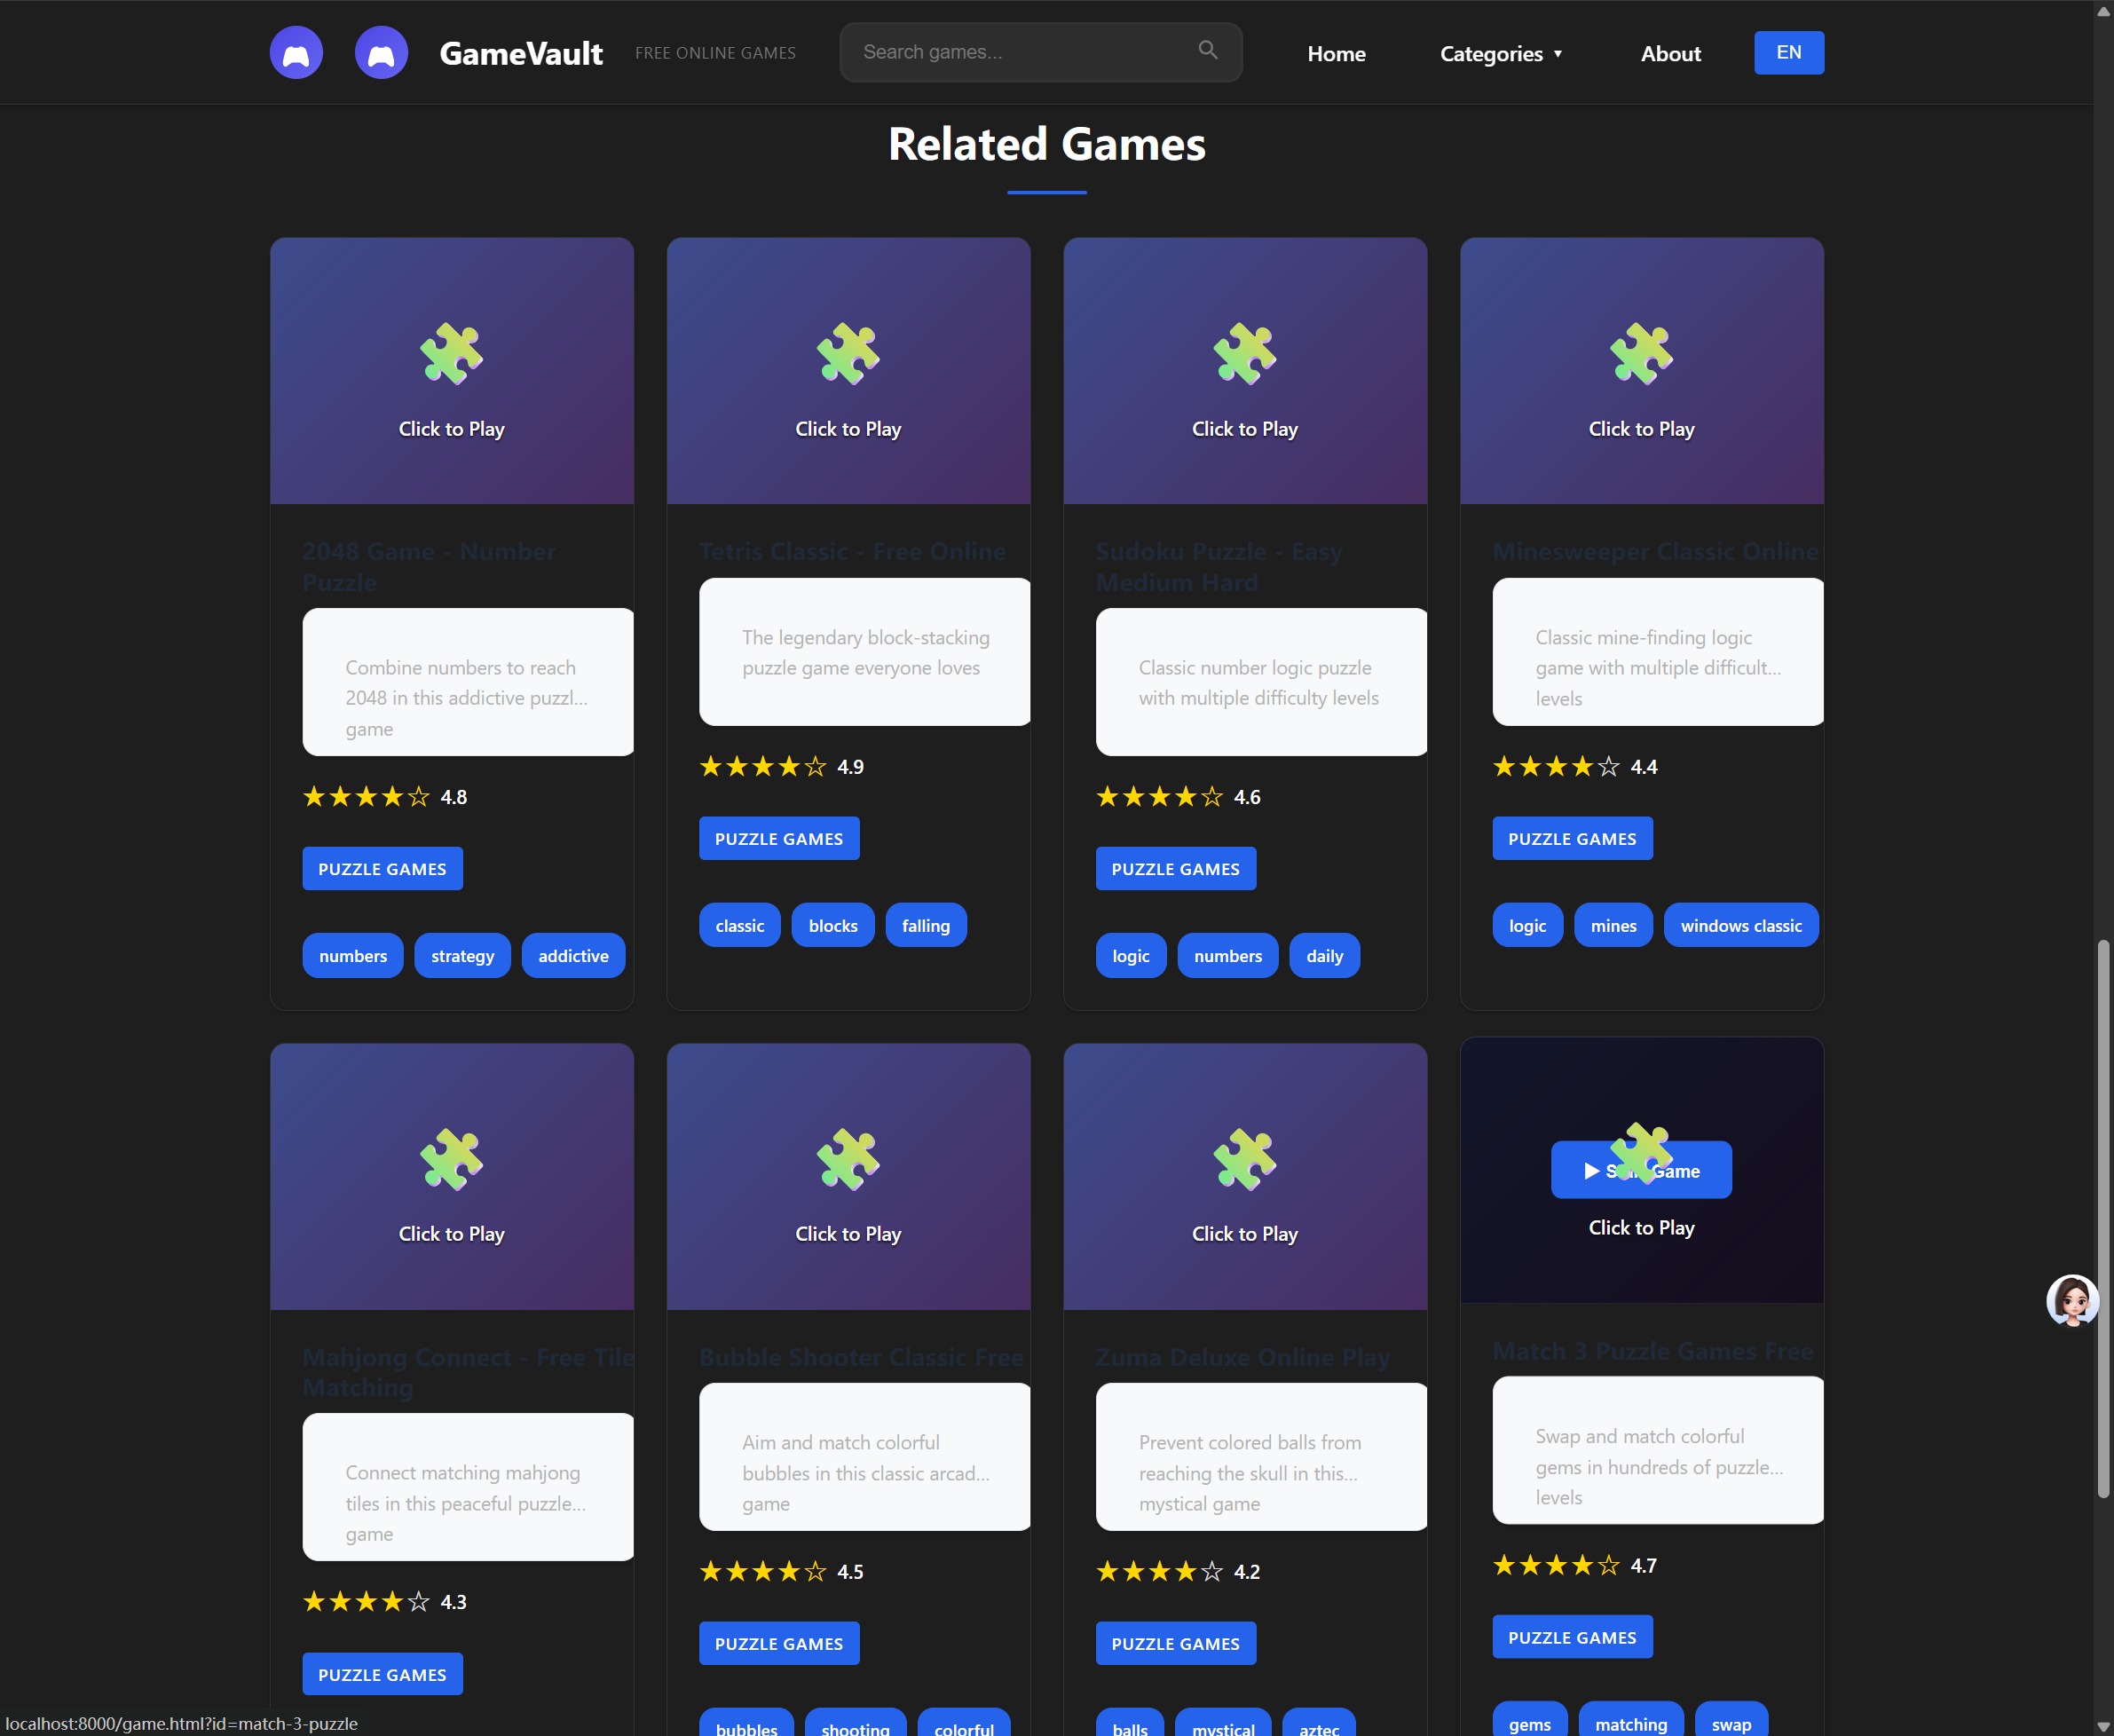 GameVault
FREE ONLINE GAMES
Search games...
Home
Categories ▼
About
EN
Related Games
Click to Play
Click to Play
Click to Play
Click to Play
2048 Game - Number
Puzzle
Combine numbers to reach
2048 in this addictive puzzl...
game
★★★★☆ 4.8
PUZZLE GAMES
numbers strategy addictive
Tetris Classic - Free Online
The legendary block-stacking
puzzle game everyone loves
★★★★☆ 4.9
PUZZLE GAMES
classic blocks falling
Sudoku Puzzle - Easy
Medium Hard
Classic number logic puzzle
with multiple difficulty levels
★★★★☆ 4.6
PUZZLE GAMES
logic numbers daily
Minesweeper Classic Online
Classic mine-finding logic
game with multiple difficult...
levels
★★★★☆ 4.4
PUZZLE GAMES
logic mines windows classic
Click to Play
Click to Play
Click to Play
▶ Game
Click to Play
Mahjong Connect - Free Tile
Matching
Connect matching mahjong
tiles in this peaceful puzzle...
game
★★★★☆ 4.3
PUZZLE GAMES
Bubble Shooter Classic Free
Aim and match colorful
bubbles in this classic arcad...
game
★★★★☆ 4.5
PUZZLE GAMES
bubbles shooting colorful
Zuma Deluxe Online Play
Prevent colored balls from
reaching the skull in this...
mystical game
★★★★☆ 4.2
PUZZLE GAMES
balls mystical aztec
Match 3 Puzzle Games Free
Swap and match colorful
gems in hundreds of puzzle...
levels
★★★★☆ 4.7
PUZZLE GAMES
gems matching swap
localhost:8000/game.html?id=match-3-puzzle